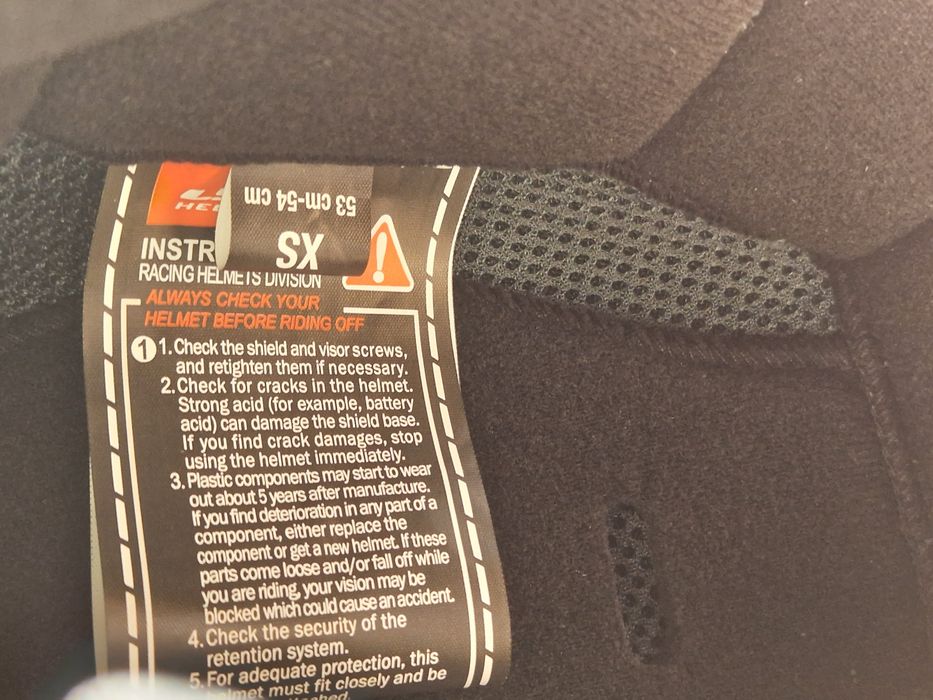 53 cm-54 cm
XS
INSTR
RACING HELMETS DIVISION
ALWAYS CHECK YOUR
HELMET BEFORE RIDING OFF
1 1. Check the shield and visor screws,
and retighten them if necessary.
2. Check for cracks in the helmet.
Strong acid (for example, battery
acid) can damage the shield base.
If you find crack damages, stop
using the helmet immediately.
3. Plastic components may start to wear
out about 5 years after manufacture.
If you find deterioration in any part of a
component, either replace the
component or get a new helmet. If these
parts come loose and/or fall off while
you are riding, your vision may be
blocked which could cause an accident.
4. Check the security of the
retention system.
5. For adequate protection, this
helmet must fit closely and be